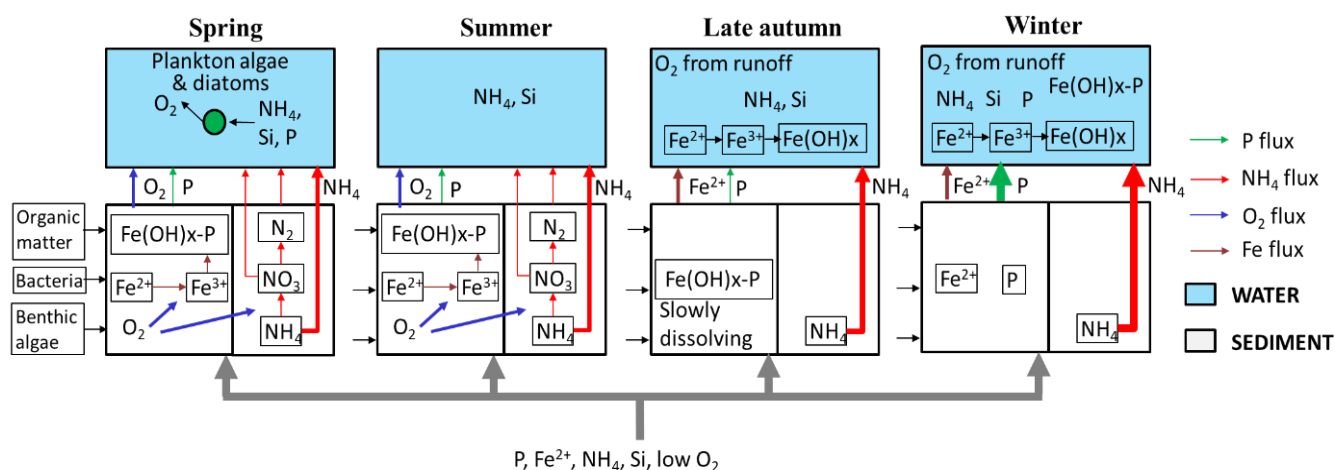 Spring
Plankton algae
& diatoms
O₂
NH₄,
Si, P
O₂
P
NH₄
Organic
matter
Bacteria
Benthic
algae
Fe(OH)x-P
Fe²⁺
Fe³⁺
O₂
N₂
NO₃
NH₄
Summer
NH₄, Si
O₂
P
NH₄
Fe(OH)x-P
Fe²⁺
Fe³⁺
O₂
N₂
NO₃
NH₄
Late autumn
O₂ from runoff
NH₄, Si
Fe²⁺
Fe³⁺
Fe(OH)x
Fe²⁺
P
NH₄
Fe(OH)x-P
Slowly
dissolving
NH₄
Winter
O₂ from runoff
Fe(OH)x-P
NH₄ Si P
Fe²⁺
Fe³⁺
Fe(OH)x
Fe²⁺
P
NH₄
Fe²⁺
P
NH₄
P flux
NH₄ flux
O₂ flux
Fe flux
WATER
SEDIMENT
P, Fe²⁺, NH₄, Si, low O₂